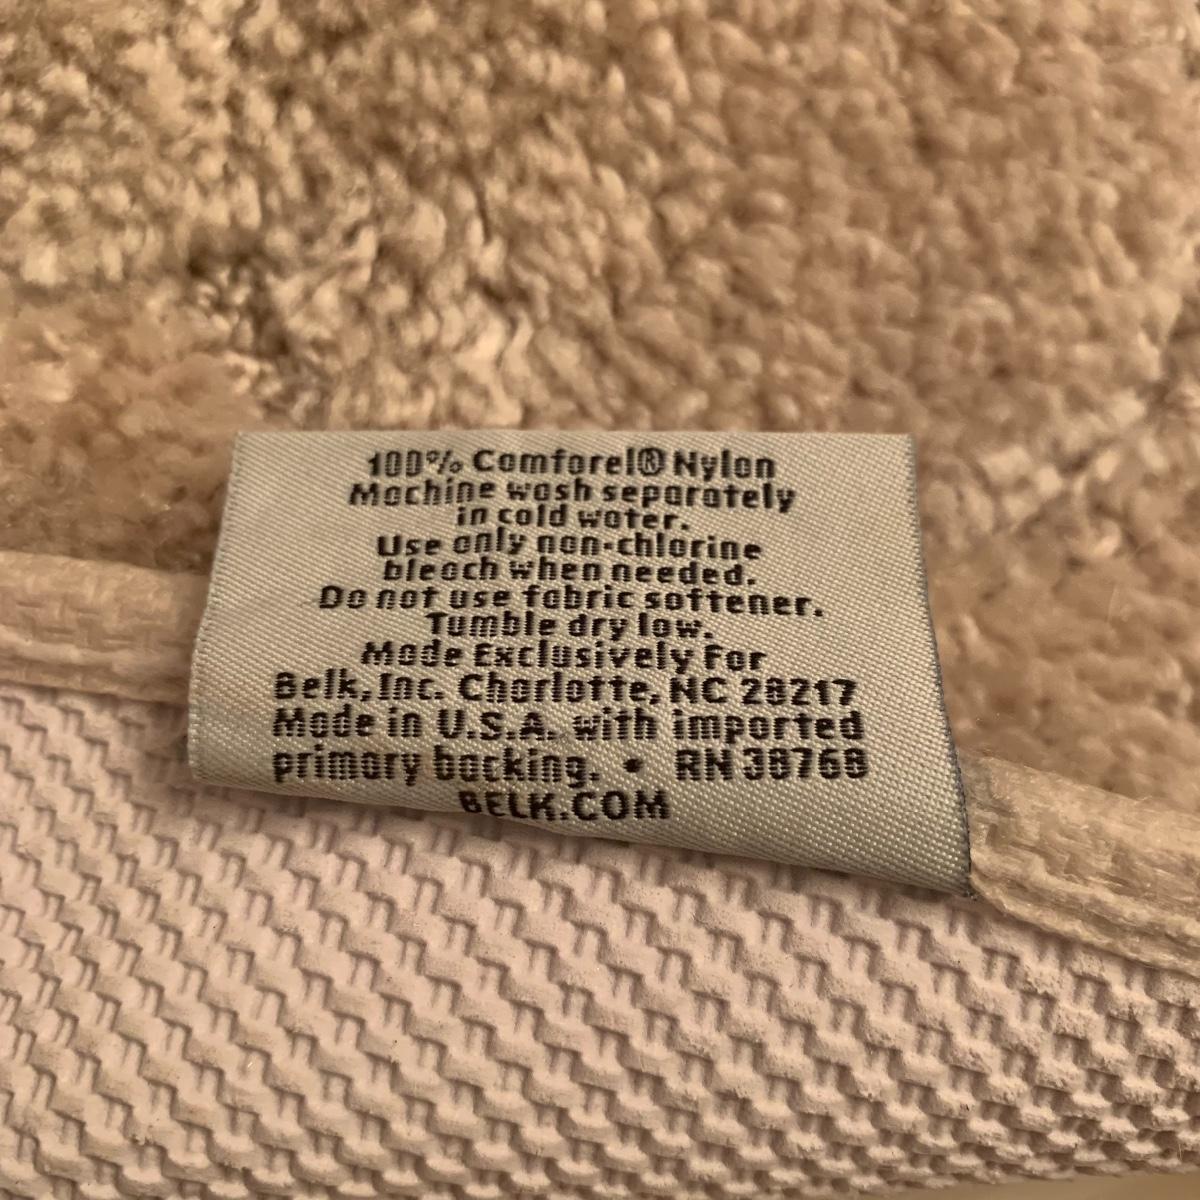 100% Comforel® Nylon
Machine wash separately
in cold water.
Use only non-chlorine
bleach when needed.
Do not use fabric softener.
Tumble dry low.
Made Exclusively For
Belk, Inc. Charlotte, NC 28217
Made in U.S.A. with imported
primary backing. • RN 38768
BELK.COM